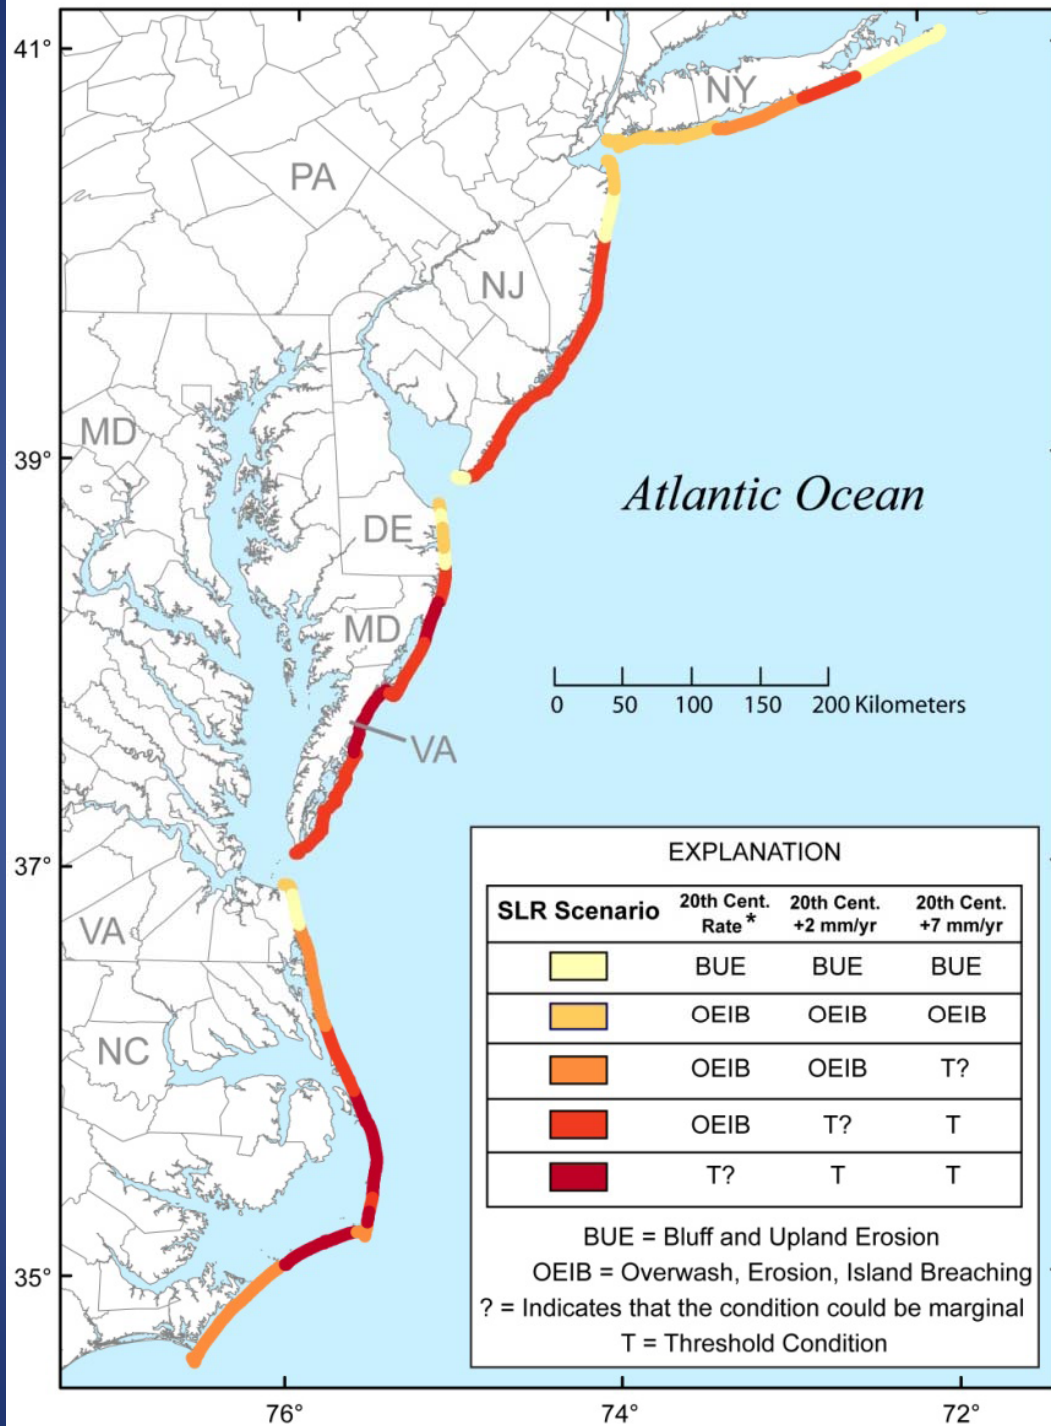 41°
NY
PA
NJ
MD
39°
Atlantic Ocean
DE
MD
0 50 100 150 200 Kilometers
VA
37°
EXPLANATION
SLR Scenario 20th Cent. Rate* 20th Cent. +2 mm/yr 20th Cent. +7 mm/yr
BUE BUE BUE
VA
OEIB OEIB OEIB
NC
OEIB OEIB T?
OEIB T? T
T? T T
BUE = Bluff and Upland Erosion
35°
OEIB = Overwash, Erosion, Island Breaching
? = Indicates that the condition could be marginal
T = Threshold Condition
76° 74° 72°